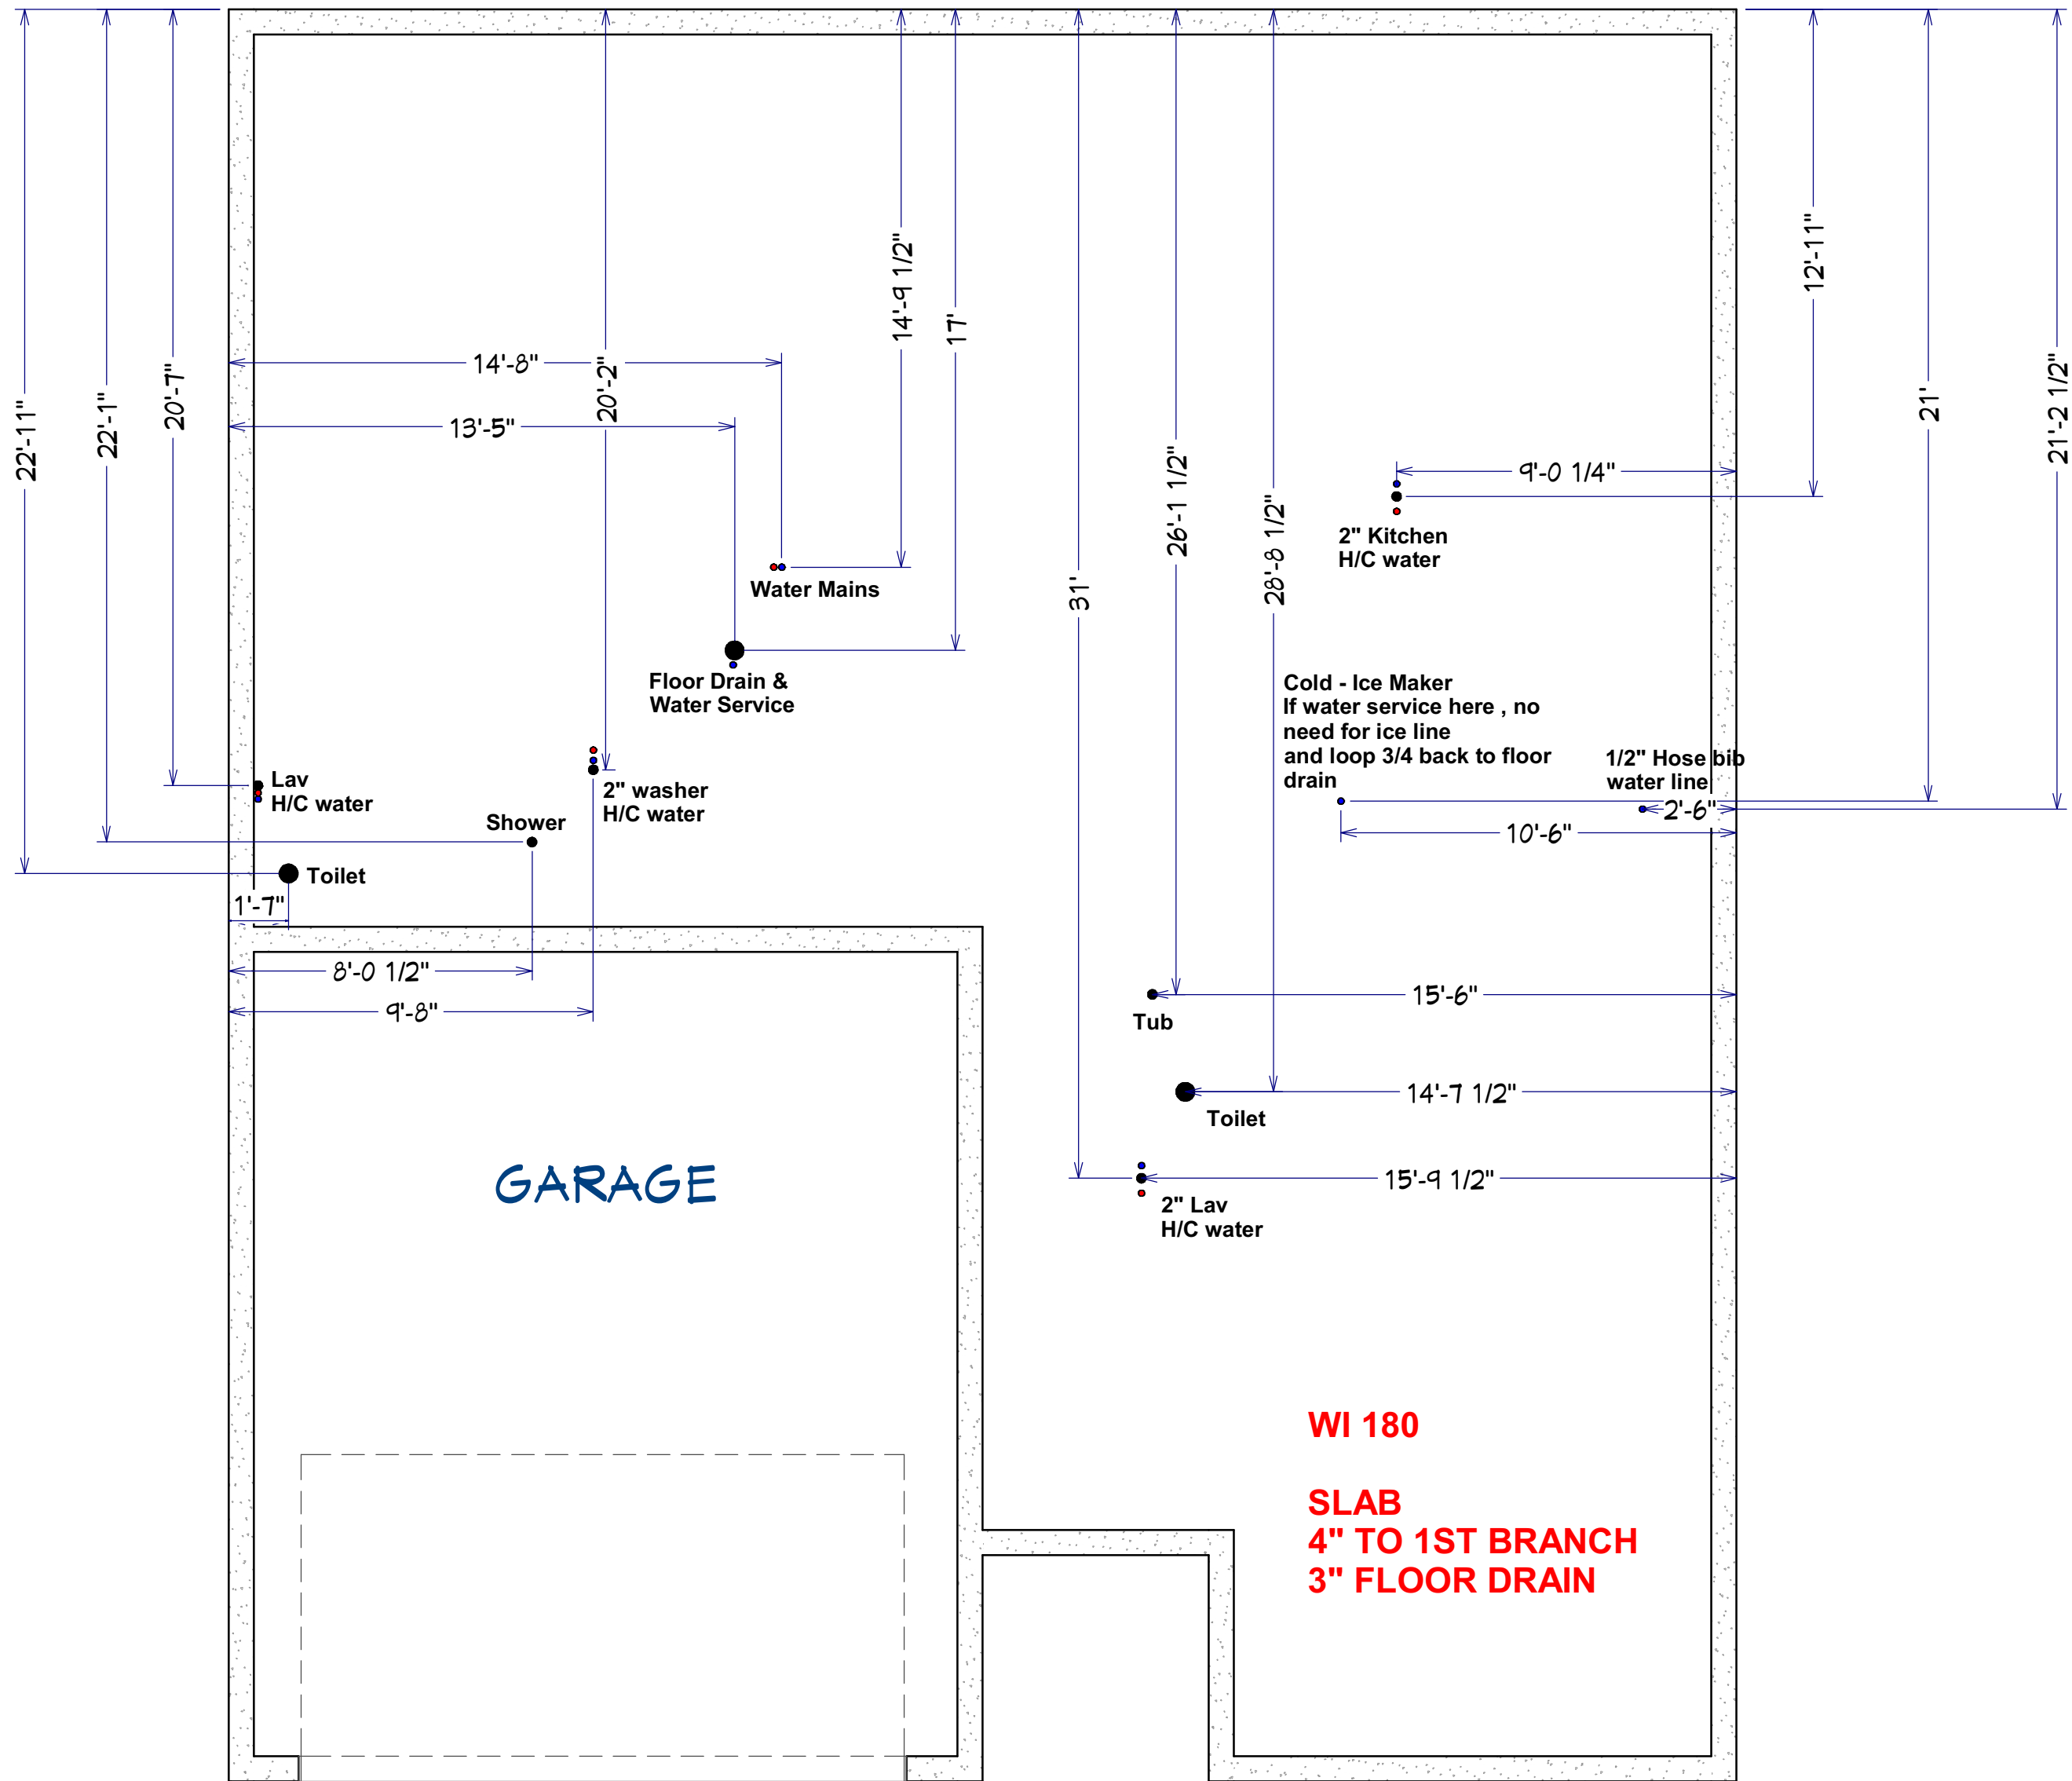 22'-11"
22'-1"
20'-7"
14'-8"
13'-5"
20'-2"
14'-9 1/2"
17'
31'
26'-1 1/2"
28'-8 1/2"
12'-11"
21'
21'-2 1/2"
9'-0 1/4"
2" Kitchen
H/C water
Water Mains
Floor Drain &
Water Service
Cold - Ice Maker
If water service here , no
need for ice line
and loop 3/4 back to floor
drain
1/2" Hose bib
water line
2'-6"
10'-6"
Lav
H/C water
2" washer
H/C water
Shower
Toilet
1'-7"
8'-0 1/2"
9'-8"
15'-6"
Tub
14'-7 1/2"
Toilet
15'-9 1/2"
2" Lav
H/C water
GARAGE
WI 180
SLAB
4" TO 1ST BRANCH
3" FLOOR DRAIN